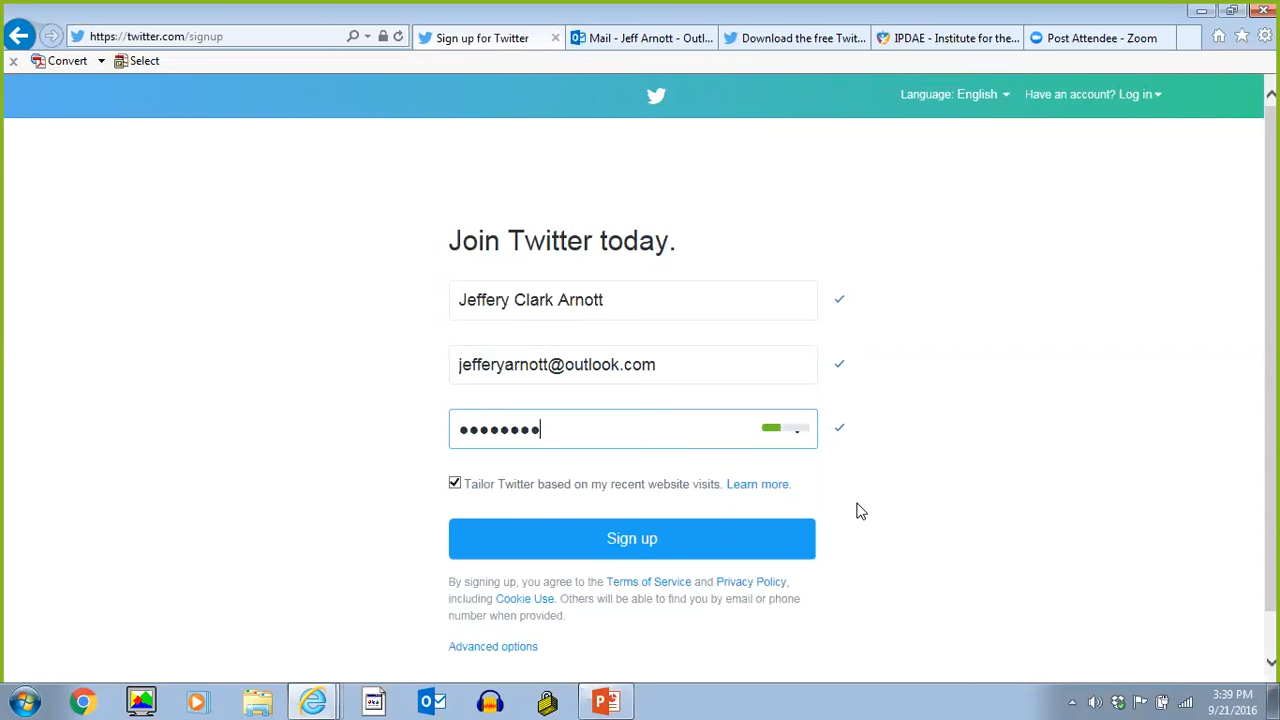 https://twitter.com/signup
Sign up for Twitter
Mail - Jeff Arnott - Outl...
Download the free Twit...
IPDAE - Institute for the...
Post Attendee - Zoom
Convert
Select
Language: English
Have an account? Log in
Join Twitter today.
Jeffery Clark Arnott
jefferyarnott@outlook.com
Tailor Twitter based on my recent website visits. Learn more.
Sign up
By signing up, you agree to the Terms of Service and Privacy Policy,
including Cookie Use. Others will be able to find you by email or phone
number when provided.
Advanced options
3:39 PM
9/21/2016